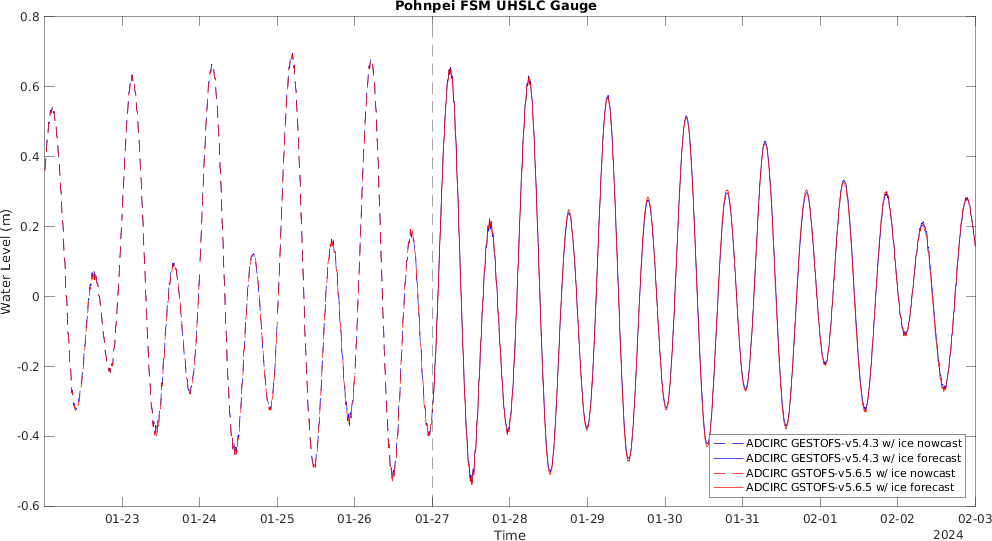 Pohnpei FSM UHSLC Gauge
0.8
0.6
0.4
0.2
0
-0.2
-0.4
-0.6
Water Level (m)
ADCIRC GESTOFS-v5.4.3 w/ ice nowcast
ADCIRC GESTOFS-v5.4.3 w/ ice forecast
ADCIRC GSTOFS-v5.6.5 w/ ice nowcast
ADCIRC GSTOFS-v5.6.5 w/ ice forecast
01-23 01-24 01-25 01-26 01-27 01-28 01-29 01-30 01-31 02-01 02-02 02-03
Time
2024